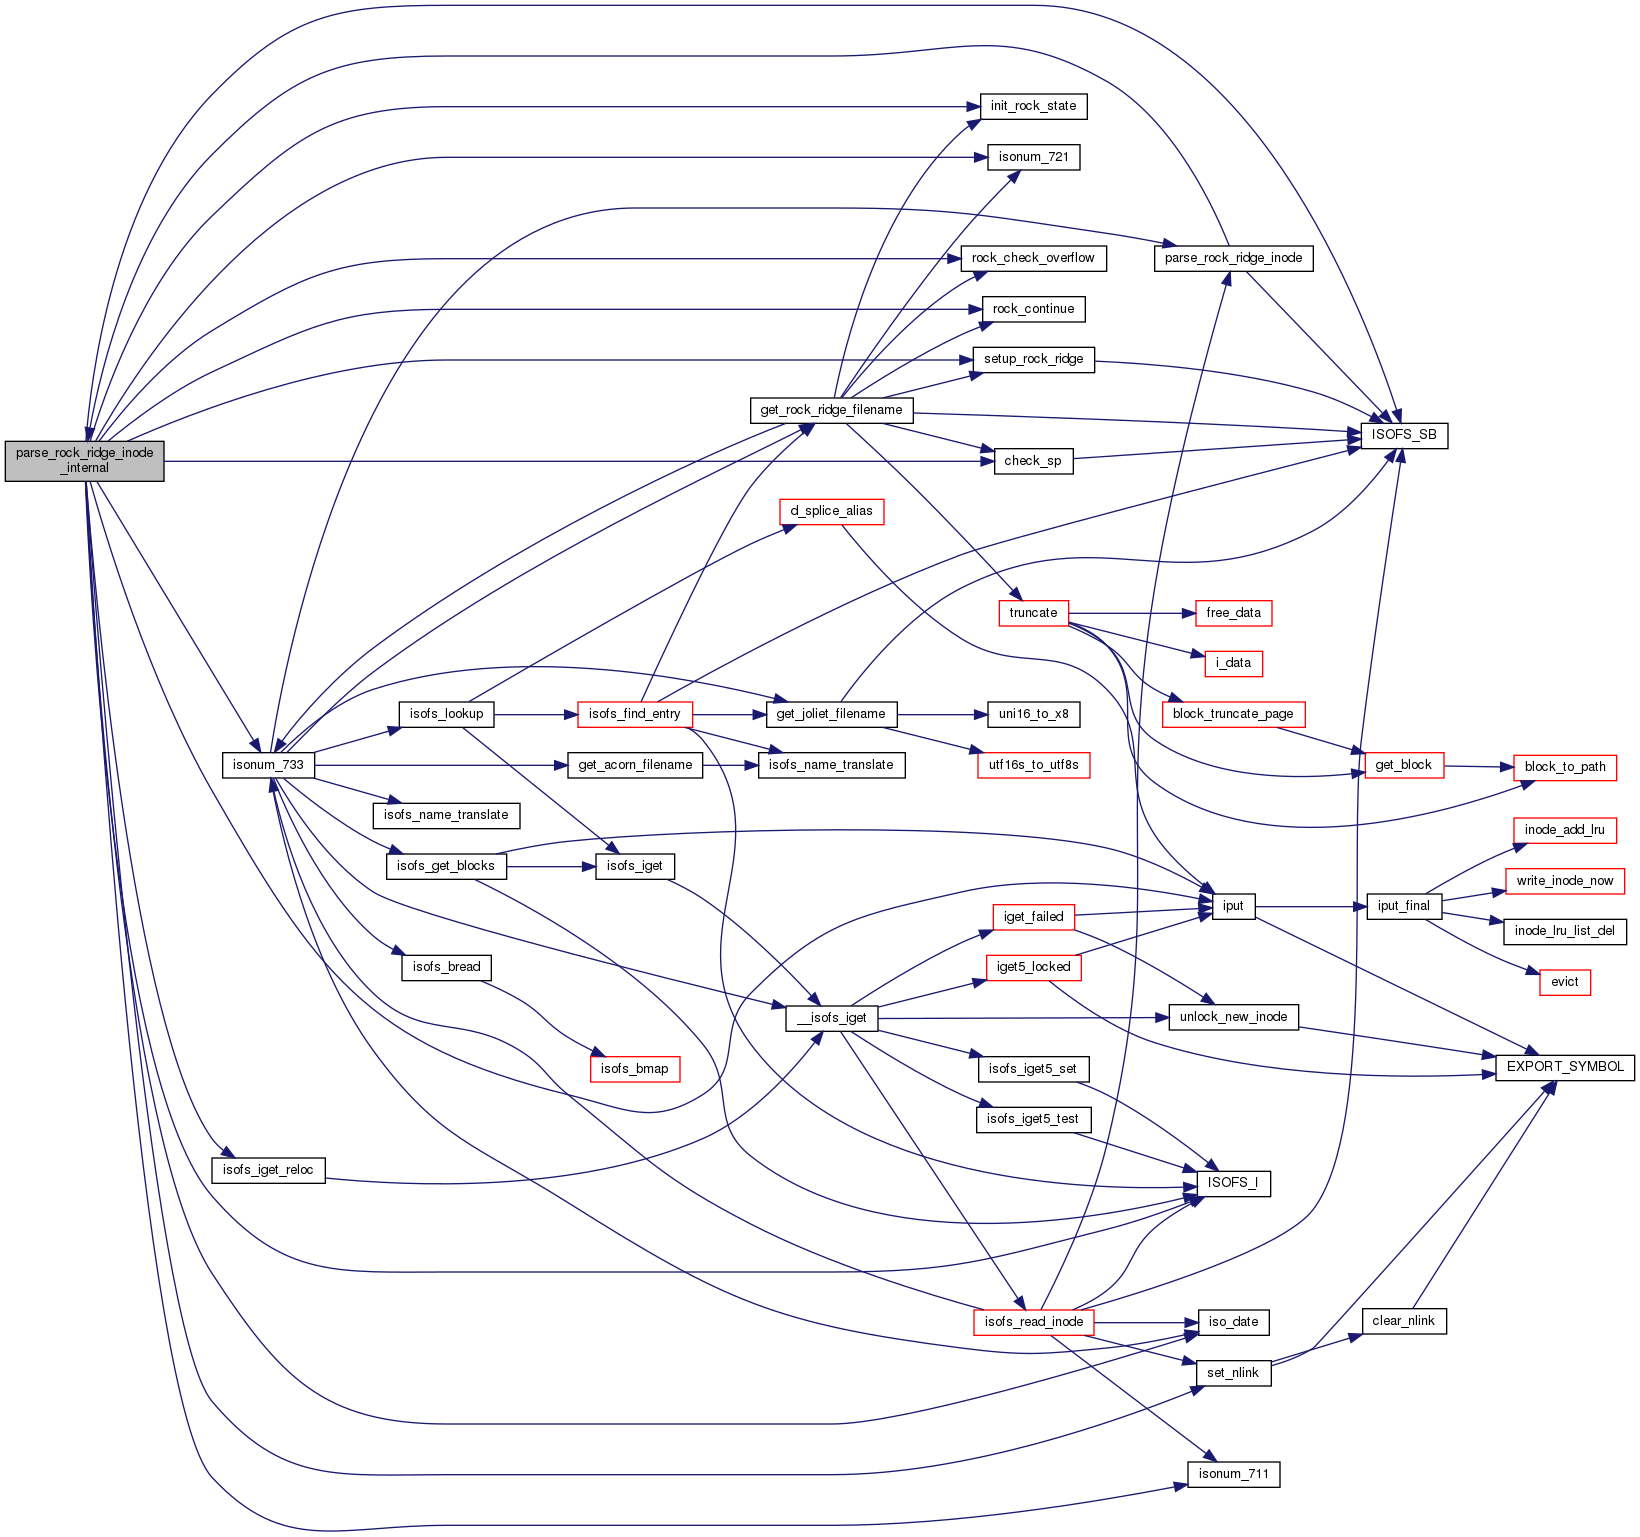 init_rock_state
isonum_721
rock_check_overflow
parse_rock_ridge_inode
rock_continue
setup_rock_ridge
get_rock_ridge_filename
ISOFS_SB
parse_rock_ridge_inode
_internal
check_sp
d_splice_alias
truncate
free_data
i_data
isofs_lookup
isofs_find_entry
get_joliet_filename
uni16_to_x8
block_truncate_page
isonum_733
get_acorn_filename
isofs_name_translate
utf16s_to_utf8s
get_block
block_to_path
isofs_name_translate
inode_add_lru
isofs_get_blocks
isofs_iget
write_inode_now
iput
iput_final
iget_failed
inode_lru_list_del
isofs_bread
iget5_locked
evict
__isofs_iget
unlock_new_inode
isofs_bmap
isofs_iget5_set
EXPORT_SYMBOL
isofs_iget5_test
isofs_iget_reloc
ISOFS_I
isofs_read_inode
iso_date
clear_nlink
set_nlink
isonum_711